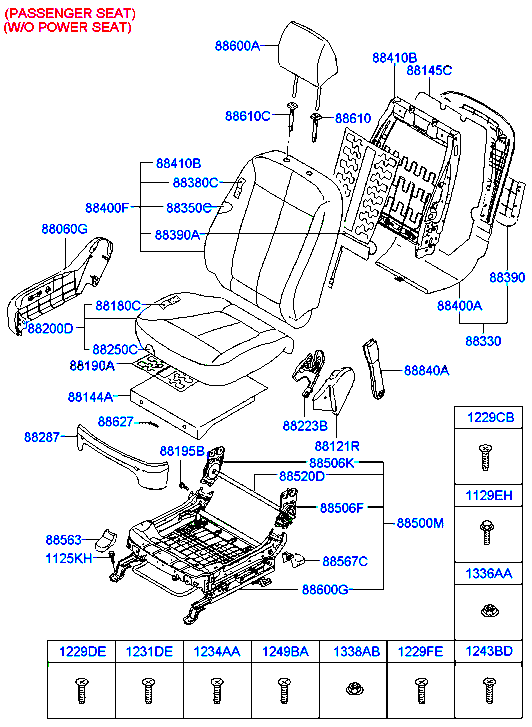 (PASSENGER SEAT)
(W/O POWER SEAT)
88600A
88410B
88145C
88610C
88610
88410B
88380C
88400F
88350C
88390A
88060G
88390
88400A
88330
88180C
88200D
88250C
88190A
88840A
88144A
88627
88223B
88121R
88287
88195B
88506K
88520D
88506F
88500M
88563
1125KH
88567C
88600G
1229CB
1129EH
1336AA
1229DE
1231DE
1234AA
1249BA
1338AB
1229FE
1243BD